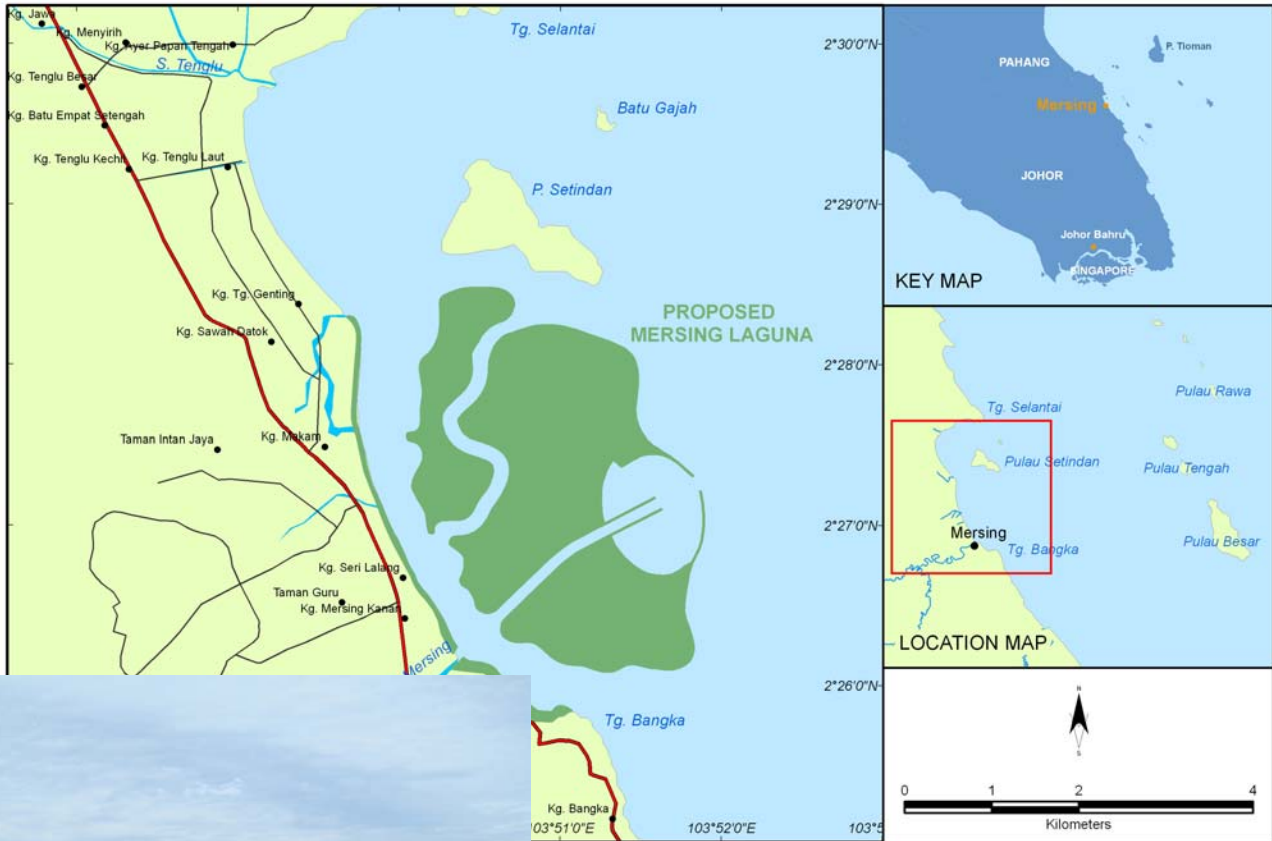 Kg. Jawa
Kg. Menyirih
Kg. Ayer Papan Tengah
S. Tenglu
Kg. Tenglu Besar
Kg. Batu Empat Setengah
Kg. Tenglu Kechil
Kg. Tenglu Laut
Tg. Selantai
Batu Gajah
P. Setindan
Kg. Tg. Genting
Kg. Sawah Datok
PROPOSED
MERSING LAGUNA
Taman Intan Jaya
Kg. Makam
Kg. Seri Lalang
Taman Guru
Kg. Mersing Kanan
Mersing
Tg. Bangka
Kg. Bangka
2°30'0"N
2°29'0"N
2°28'0"N
2°27'0"N
2°26'0"N
103°51'0"E
103°52'0"E
P. Tioman
PAHANG
Mersing
JOHOR
Johor Bahru
SINGAPORE
KEY MAP
Pulau Rawa
Tg. Selantai
Pulau Setindan
Pulau Tengah
Mersing
Tg. Bangka
Pulau Besar
LOCATION MAP
N
S
0 1 2 4
Kilometers